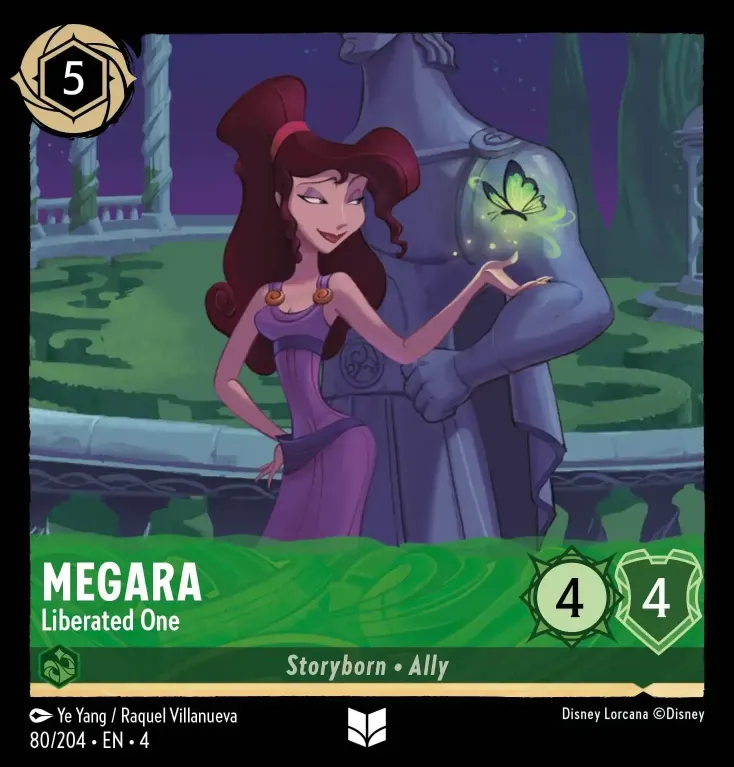 5
MEGARA
Liberated One
4
4
Storyborn • Ally
Ye Yang / Raquel Villanueva
Disney Lorcana ©Disney
80/204 • EN • 4